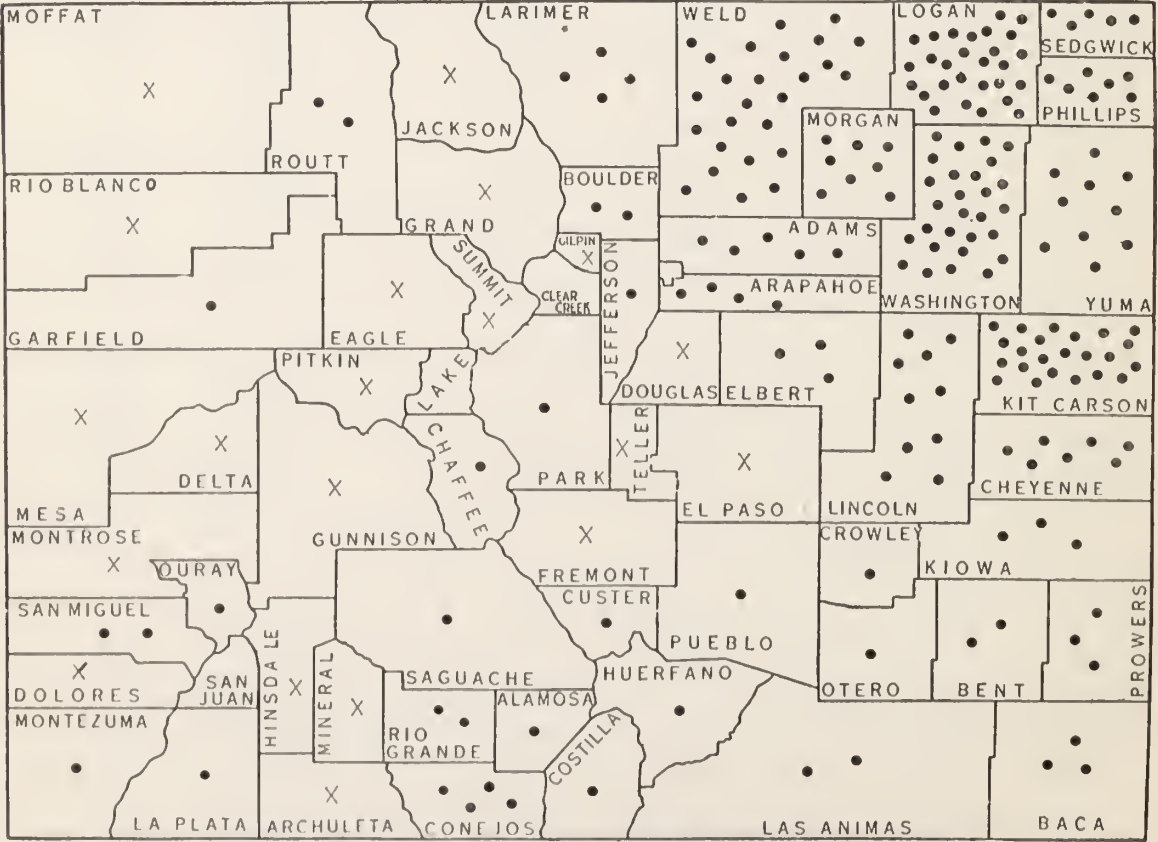 MOFFAT
LARIMER
WELD
LOGAN
SEDGWICK
JACKSON
PHILLIPS
MORGAN
ROUTT
RIO BLANCO
BOULDER
GRAND
ADAMS
GILPIN
SUMMIT
JEFFERSON
CLEAR
CREEK
ARAPAHOE
WASHINGTON
YUMA
GARFIELD
EAGLE
PITKIN
LAKE
DOUGLAS
ELBERT
KIT CARSON
CHAFFEE
TELLER
DELTA
PARK
CHEYENNE
MESA
EL PASO
LINCOLN
MONTROSE
GUNNISON
CROWLEY
OURAY
FREMONT
KIOWA
SAN MIGUEL
CUSTER
PROWERS
HINSDALE
MINERAL
PUEBLO
DOLORES
SAN
JUAN
SAGUACHE
HUERFANO
OTERO
BENT
MONTEZUMA
ALAMOSA
RIO
GRANDE
COSTILLA
LA PLATA
ARCHULETA
CONEJOS
LAS ANIMAS
BACA